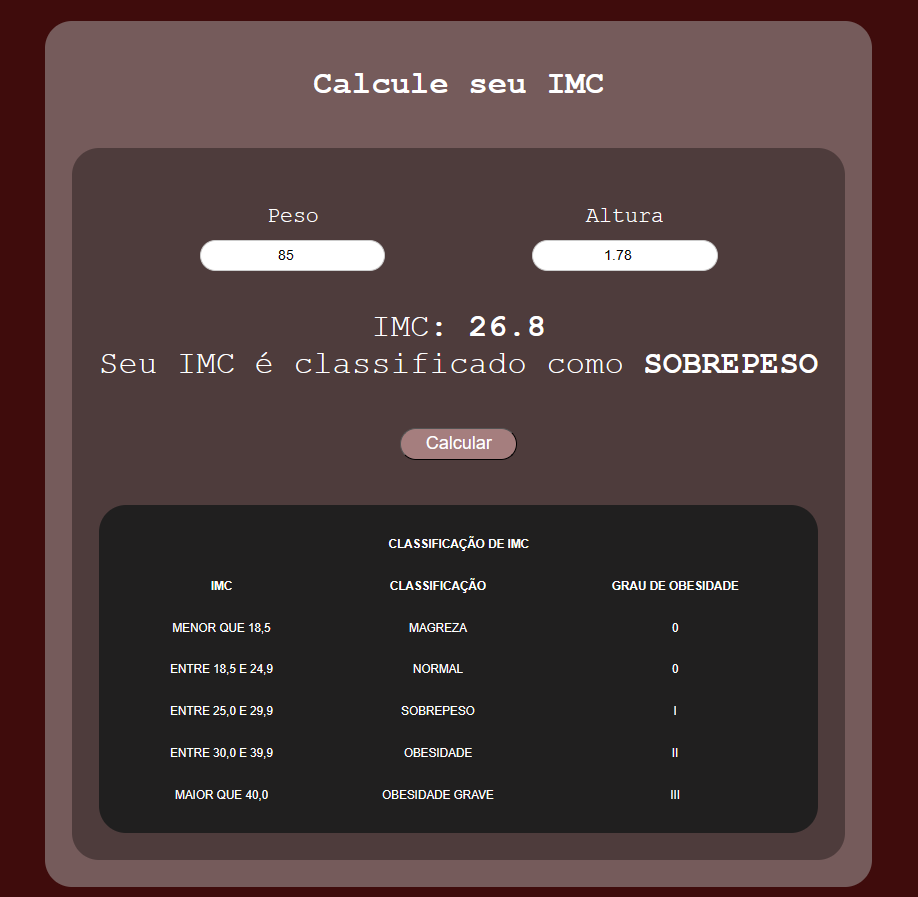 Calcule seu IMC
Peso Altura
85 1.78
IMC: 26.8
Seu IMC é classificado como SOBREPESO
Calcular
CLASSIFICAÇÃO DE IMC
IMC CLASSIFICAÇÃO GRAU DE OBESIDADE
MENOR QUE 18,5 MAGREZA 0
ENTRE 18,5 E 24,9 NORMAL 0
ENTRE 25,0 E 29,9 SOBREPESO I
ENTRE 30,0 E 39,9 OBESIDADE II
MAIOR QUE 40,0 OBESIDADE GRAVE III